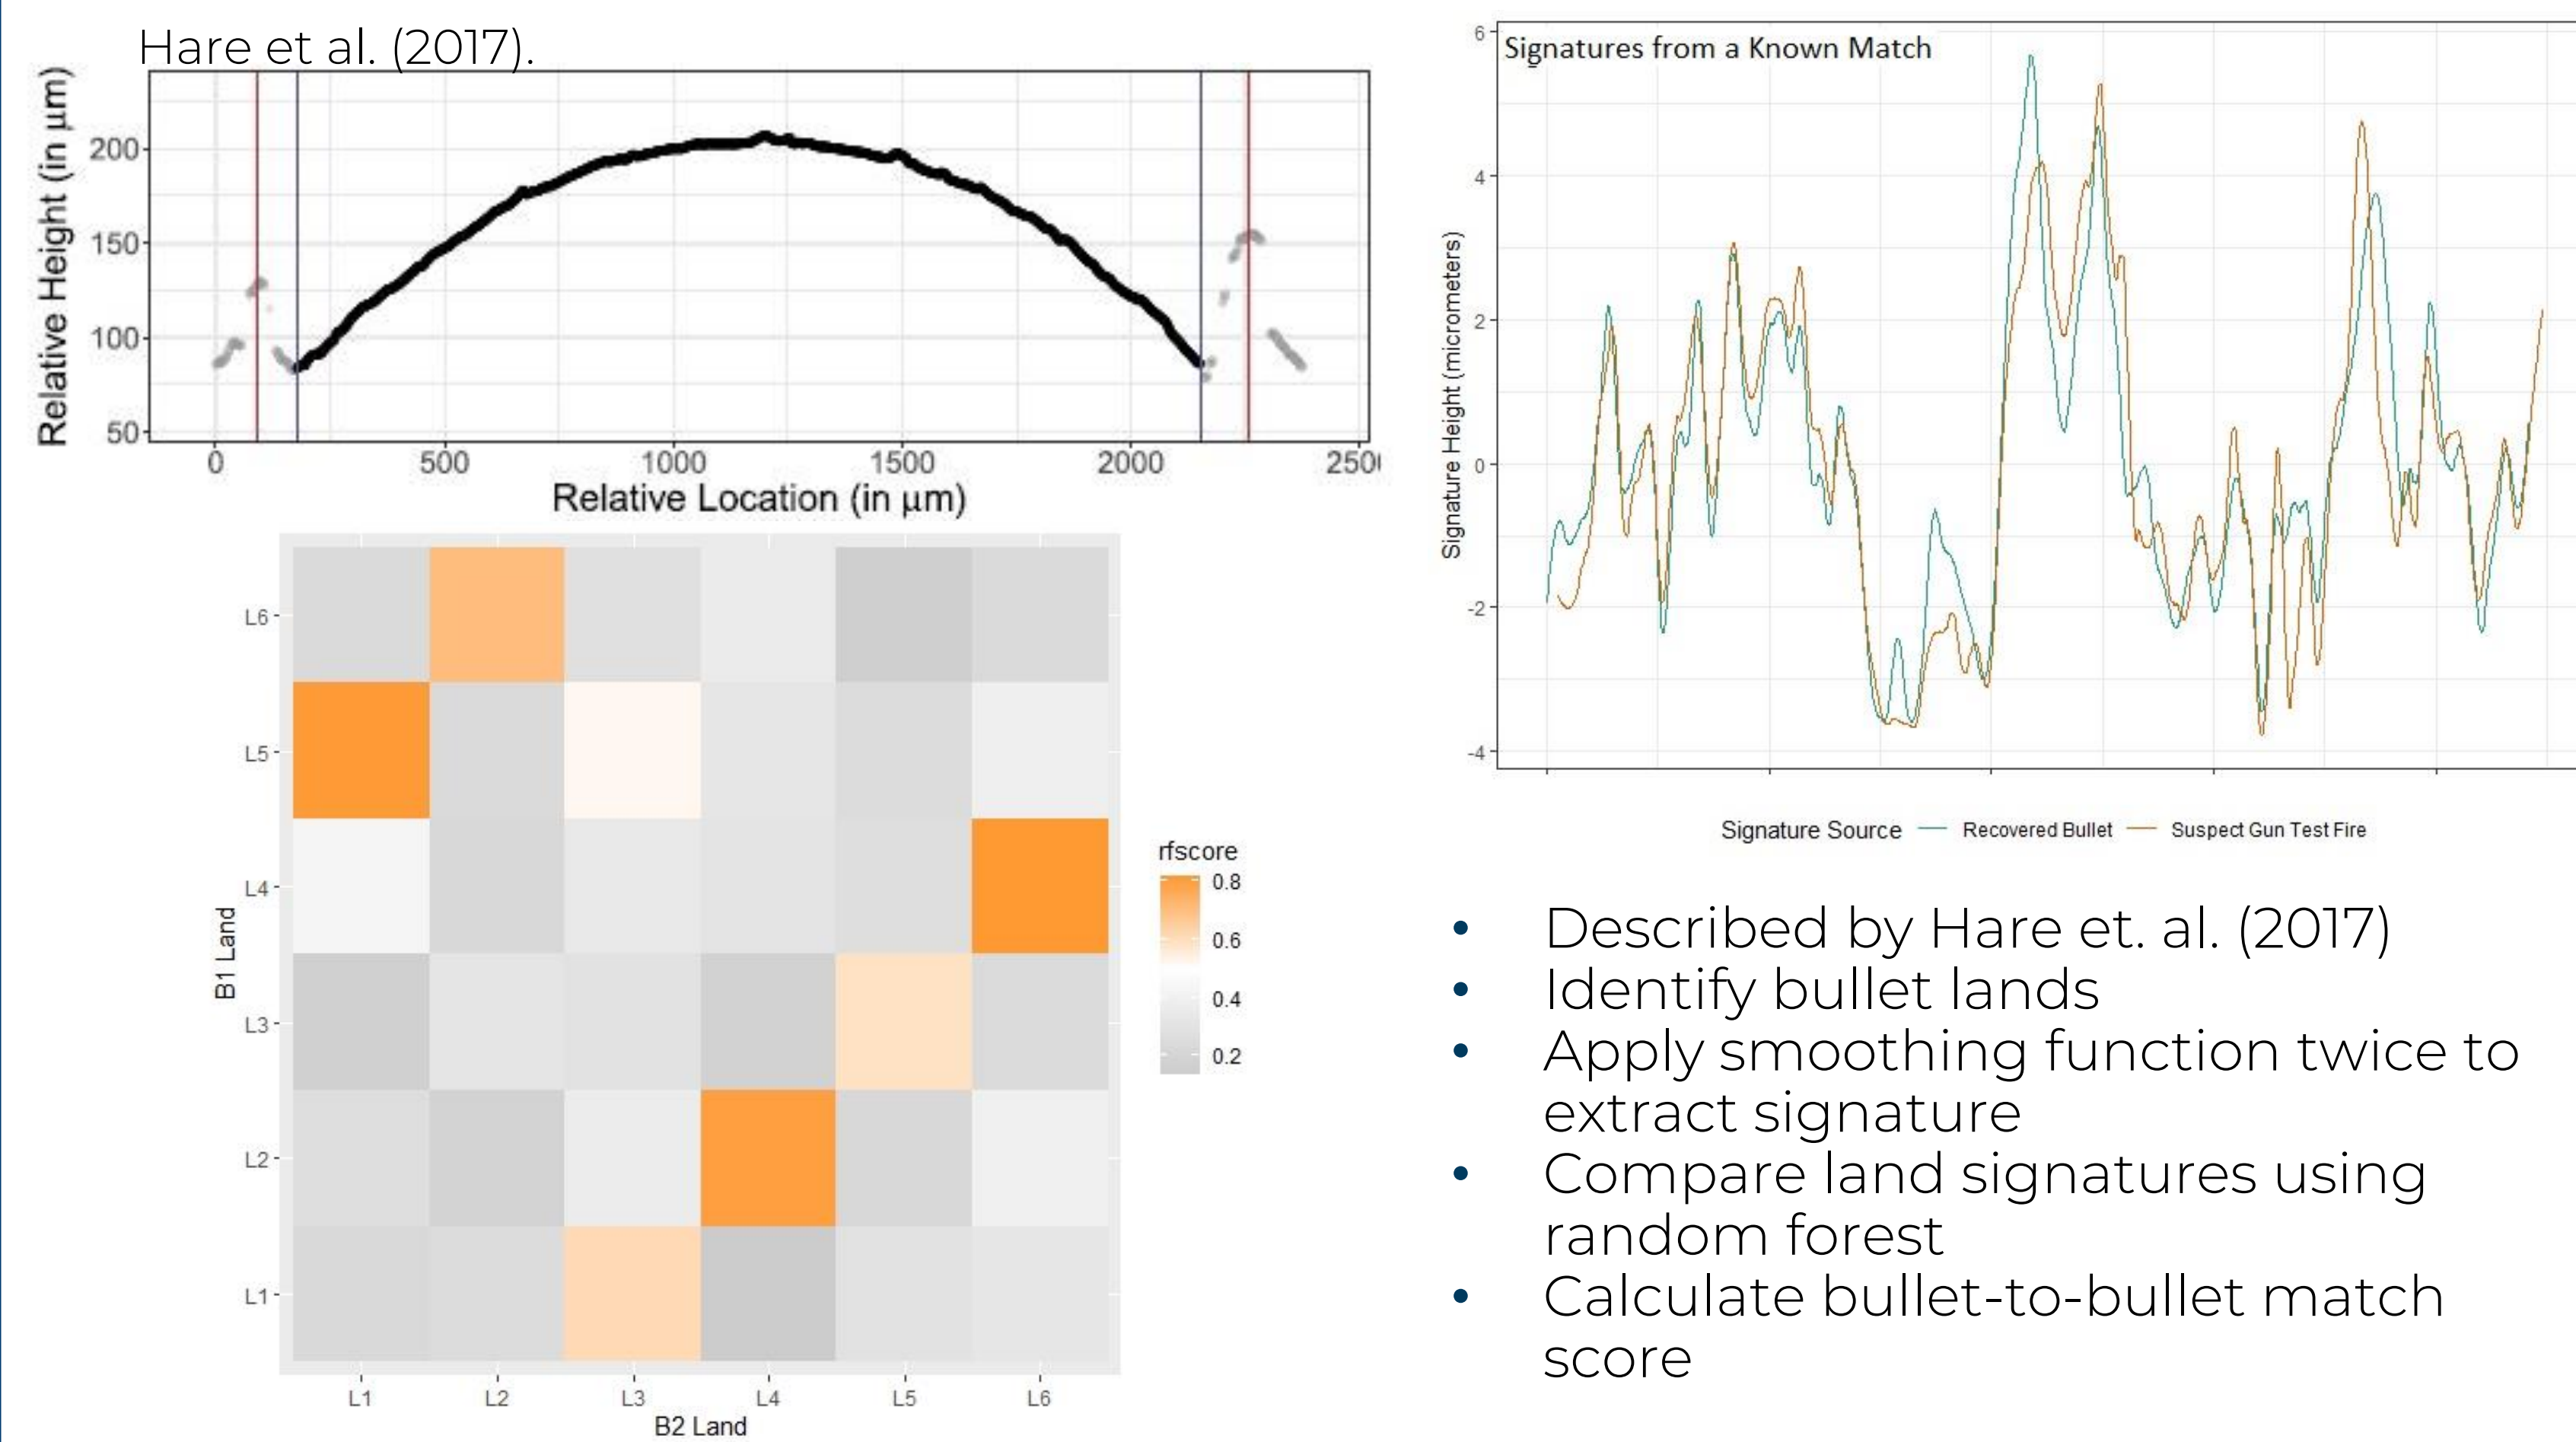 Hare et al. (2017).
Relative Height (in μm)
200
150
100
50
0 500 1000 1500 2000 250
Relative Location (in μm)
B1 Land
L6
L5
L4
L3
L2
L1
L1 L2 L3 L4 L5 L6
B2 Land
rfscore
0.8
0.6
0.4
0.2
Signatures from a Known Match
Signature Height (micrometers)
6
4
2
0
-2
-4
Signature Source Recovered Bullet Suspect Gun Test Fire
• Described by Hare et. al. (2017)
• Identify bullet lands
• Apply smoothing function twice to
extract signature
• Compare land signatures using
random forest
• Calculate bullet-to-bullet match
score